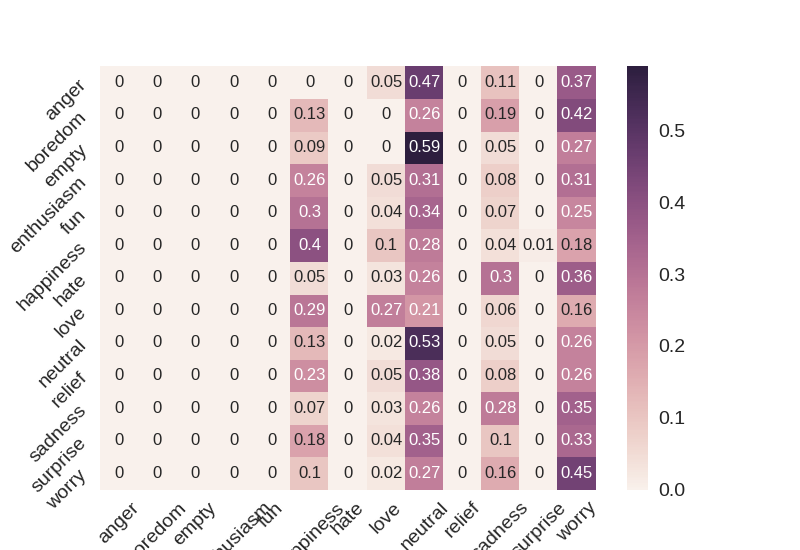 anger 0 0 0 0 0 0 0 0.05 0.47 0 0.11 0 0.37
boredom 0 0 0 0 0 0.13 0 0 0.26 0 0.19 0 0.42
empty 0 0 0 0 0 0.09 0 0 0.59 0 0.05 0 0.27
enthusiasm 0 0 0 0 0 0.26 0 0.05 0.31 0 0.08 0 0.31
fun 0 0 0 0 0 0.3 0 0.04 0.34 0 0.07 0 0.25
happiness 0 0 0 0 0 0.4 0 0.1 0.28 0 0.04 0.01 0.18
hate 0 0 0 0 0 0.05 0 0.03 0.26 0 0.3 0 0.36
love 0 0 0 0 0 0.29 0 0.27 0.21 0 0.06 0 0.16
neutral 0 0 0 0 0 0.13 0 0.02 0.53 0 0.05 0 0.26
relief 0 0 0 0 0 0.23 0 0.05 0.38 0 0.08 0 0.26
sadness 0 0 0 0 0 0.07 0 0.03 0.26 0 0.28 0 0.35
surprise 0 0 0 0 0 0.18 0 0.04 0.35 0 0.1 0 0.33
worry 0 0 0 0 0 0.1 0 0.02 0.27 0 0.16 0 0.45
anger oredom empty husiasm fun ppiness hate love neutral relief sadness surprise worry
0.5
0.4
0.3
0.2
0.1
0.0